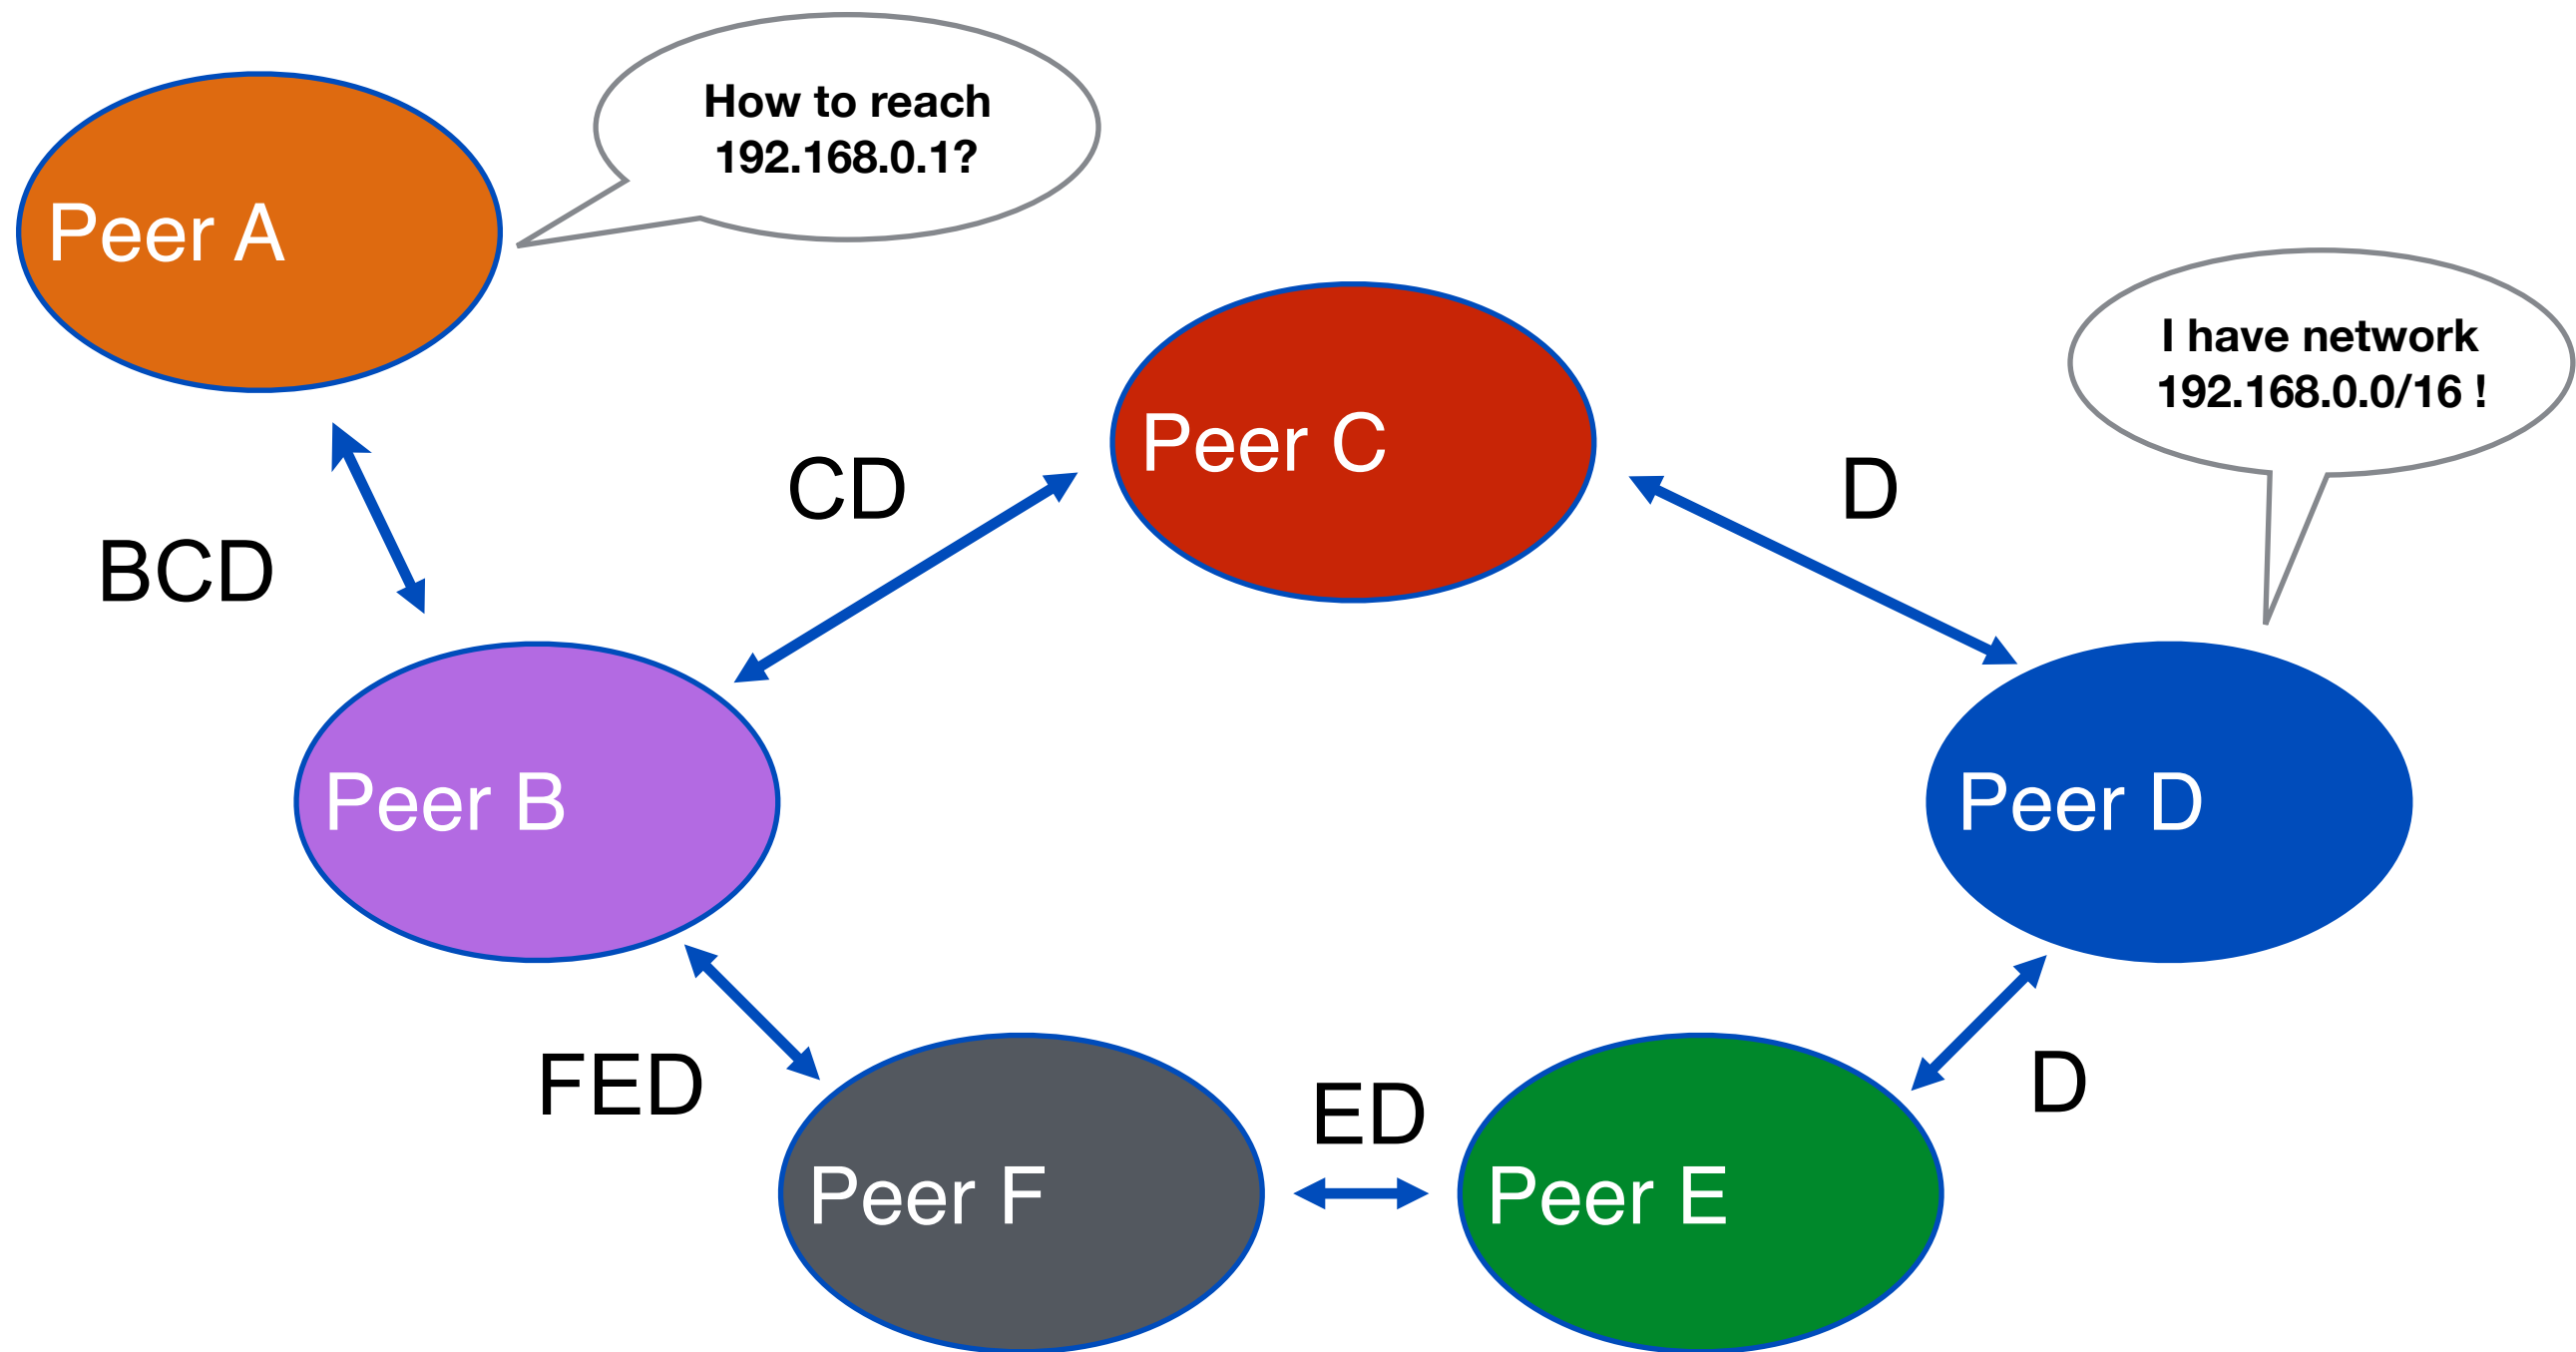 How to reach
192.168.0.1?
Peer A
I have network
192.168.0.0/16 !
Peer C
CD
D
BCD
Peer B
Peer D
FED
ED
D
Peer F
Peer E